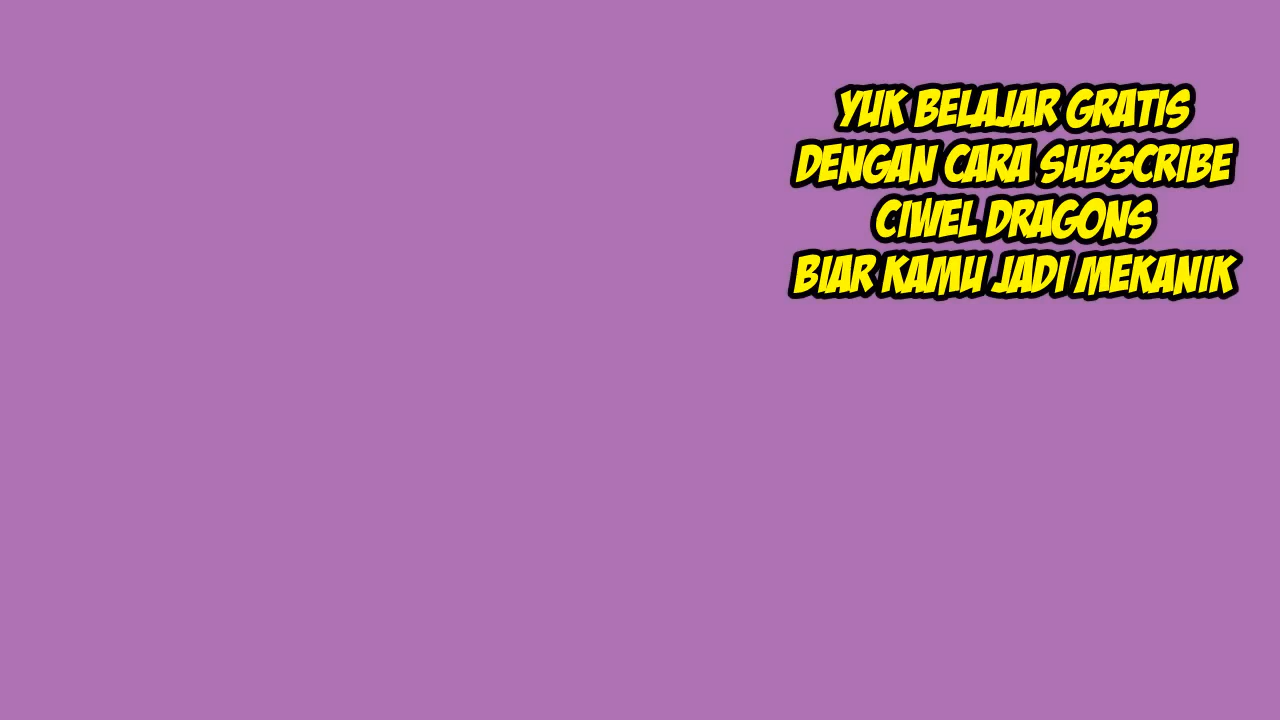 YUK BELAJAR GRATIS
DENGAN CARA SUBSCRIBE
CIWEL DRAGONS
BIAR KAMU JADI MEKANIK